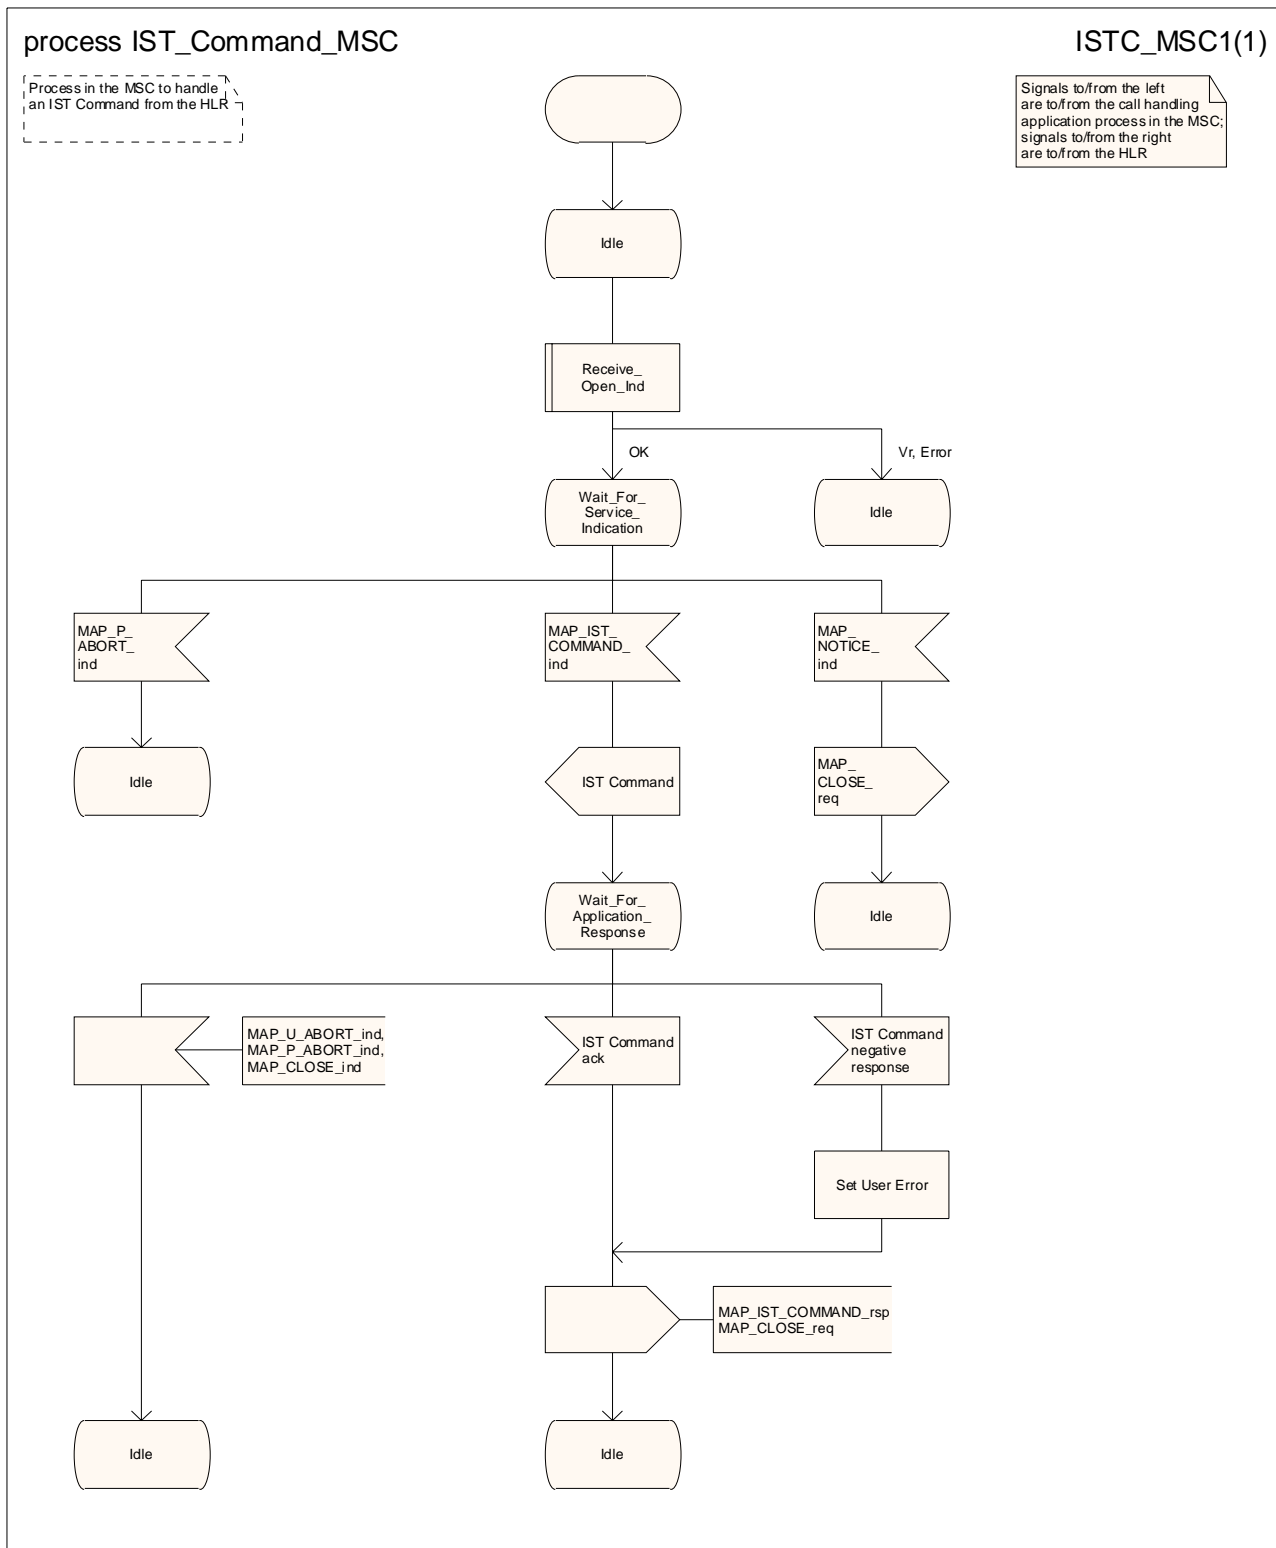 process IST_Command_MSC
ISTC_MSC1(1)
Process in the MSC to handle
an IST Command from the HLR
Signals to/from the left
are to/from the call handling
application process in the MSC;
signals to/from the right
are to/from the HLR
Idle
Receive_
Open_Ind
OK
Vr, Error
Wait_For_
Service_
Indication
Idle
MAP_P_
ABORT_
ind
MAP_IST_
COMMAND_
ind
MAP_
NOTICE_
ind
Idle
IST Command
MAP_
CLOSE_
req
Wait_For_
Application_
Response
Idle
MAP_U_ABORT_ind,
MAP_P_ABORT_ind,
MAP_CLOSE_ind
IST Command
ack
IST Command
negative
response
Set User Error
MAP_IST_COMMAND_rsp
MAP_CLOSE_req
Idle
Idle